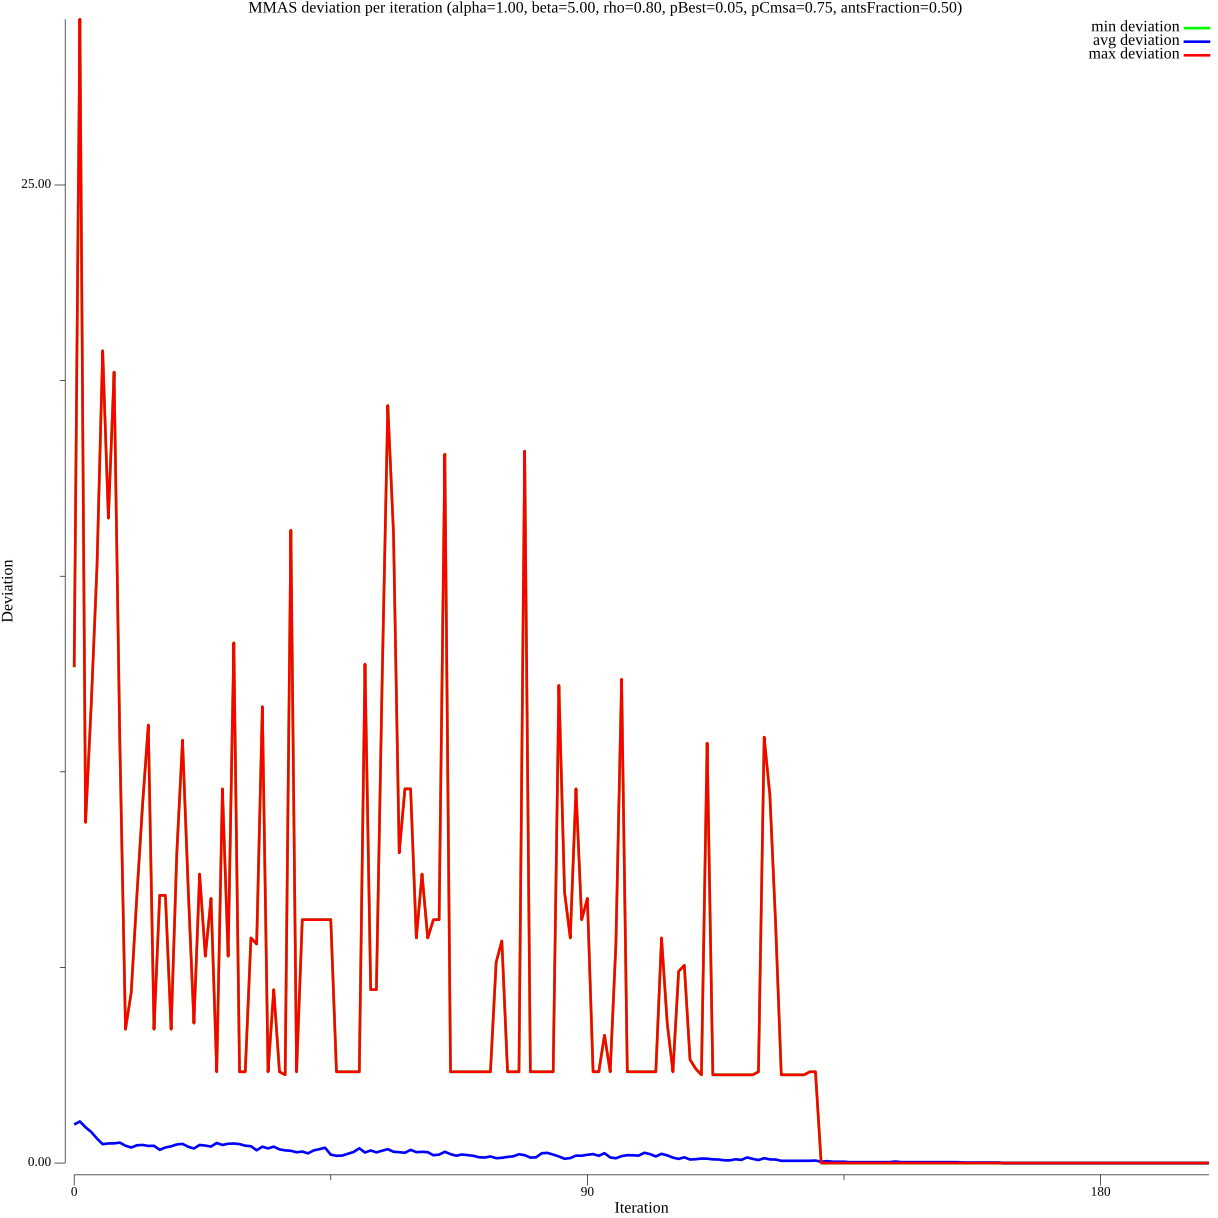 MMAS deviation per iteration (alpha=1.00, beta=5.00, rho=0.80, pBest=0.05, pCmsa=0.75, antsFraction=0.50)
min deviation
avg deviation
max deviation
25.00
Deviation
0.00
0
90
180
Iteration